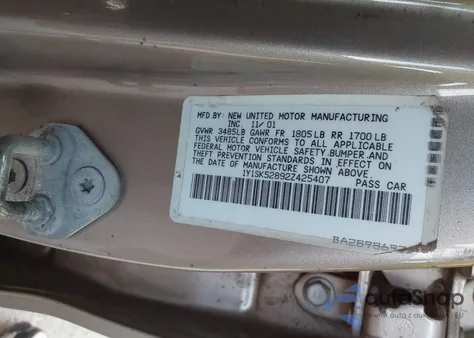 MFD.BY: NEW UNITED MOTOR MANUFACTURING
INC. 11/01
GVWR 3485LB GAWR FR 1805LB RR 1700LB
THIS VEHICLE CONFORMS TO ALL APPLICABLE
FEDERAL MOTOR VEHICLE SAFETY, BUMPER, AND
THEFT PREVENTION STANDARDS IN EFFECT ON
THE DATE OF MANUFACTURE SHOWN ABOVE.
1Y1SK52892Z425407 PASS CAR
autoShop